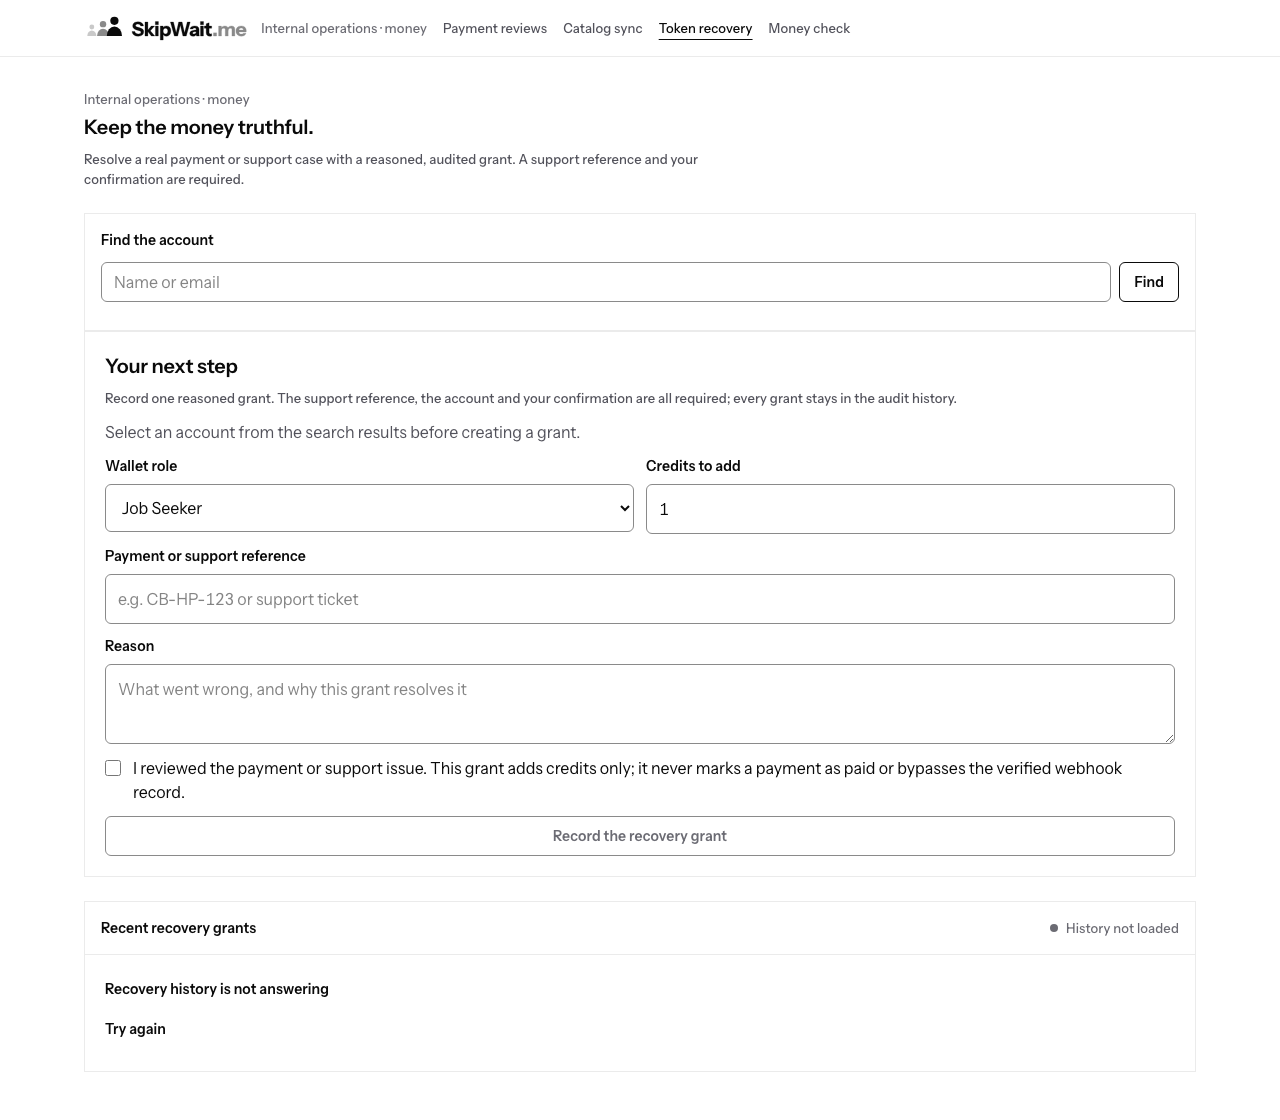 SkipWait.me
Internal operations · money
Payment reviews
Catalog sync
Token recovery
Money check
Internal operations · money
Keep the money truthful.
Resolve a real payment or support case with a reasoned, audited grant. A support reference and your
confirmation are required.
Find the account
Name or email
Find
Your next step
Record one reasoned grant. The support reference, the account and your confirmation are all required; every grant stays in the audit history.
Select an account from the search results before creating a grant.
Wallet role
Credits to add
Job Seeker
1
Payment or support reference
e.g. CB-HP-123 or support ticket
Reason
What went wrong, and why this grant resolves it
I reviewed the payment or support issue. This grant adds credits only; it never marks a payment as paid or bypasses the verified webhook
record.
Record the recovery grant
Recent recovery grants
History not loaded
Recovery history is not answering
Try again